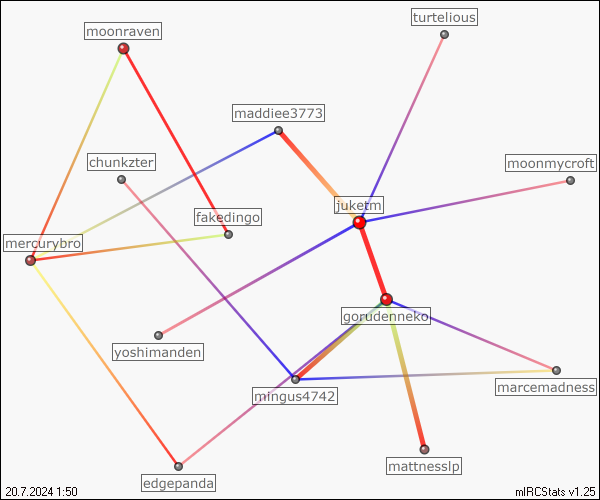 turtelious
moonraven
maddiee3773
chunkzter
moonmycroft
juketm
fakedingo
mercurybro
gorudenneko
yoshimanden
marcemadness
mingus4742
mattnesslp
edgepanda
20.7.2024 1:50
mIRCStats v1.25